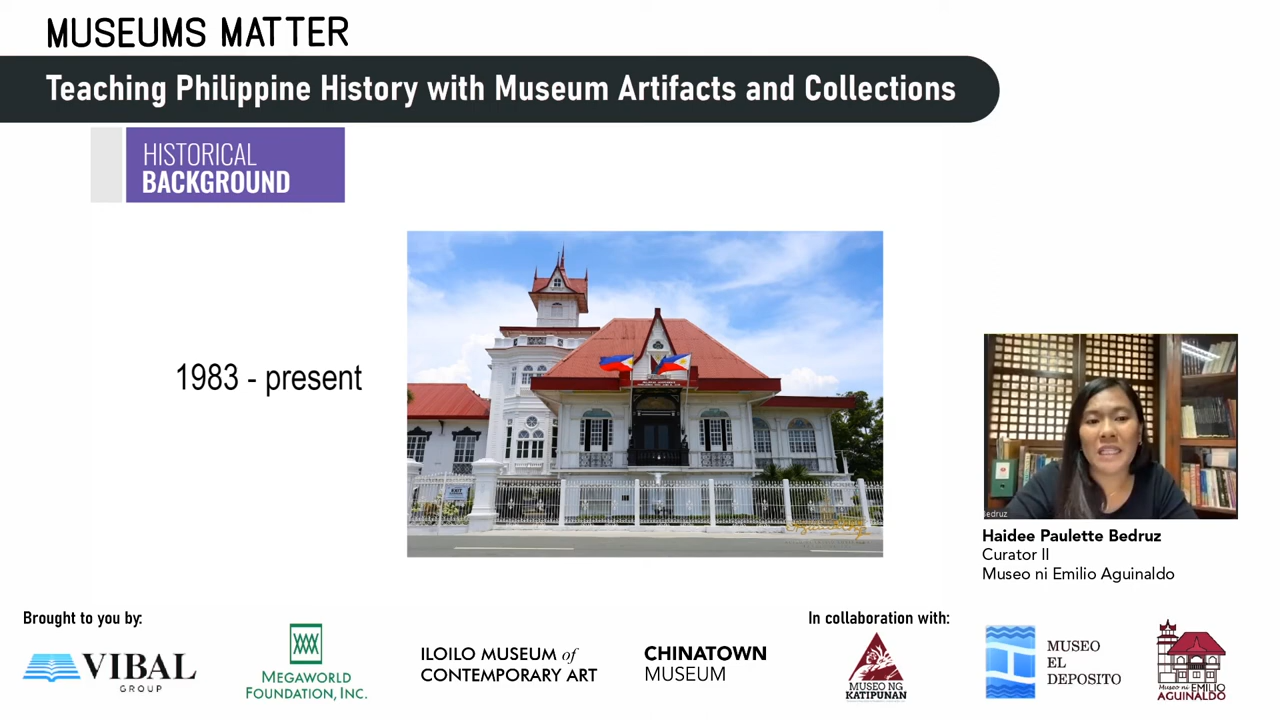 MUSEUMS MATTER
Teaching Philippine History with Museum Artifacts and Collections
HISTORICAL
BACKGROUND
1983 - present
Bedruz
Haidee Paulette Bedruz
Curator II
Museo ni Emilio Aguinaldo
Brought to you by:
In collaboration with:
VIBAL
GROUP
MEGAWORLD
FOUNDATION, INC.
ILOILO MUSEUM of
CONTEMPORARY ART
CHINATOWN
MUSEUM
MUSEO NG
KATIPUNAN
MUSEO
EL
DEPOSITO
Museo ni EMILIO
AGUINALDO